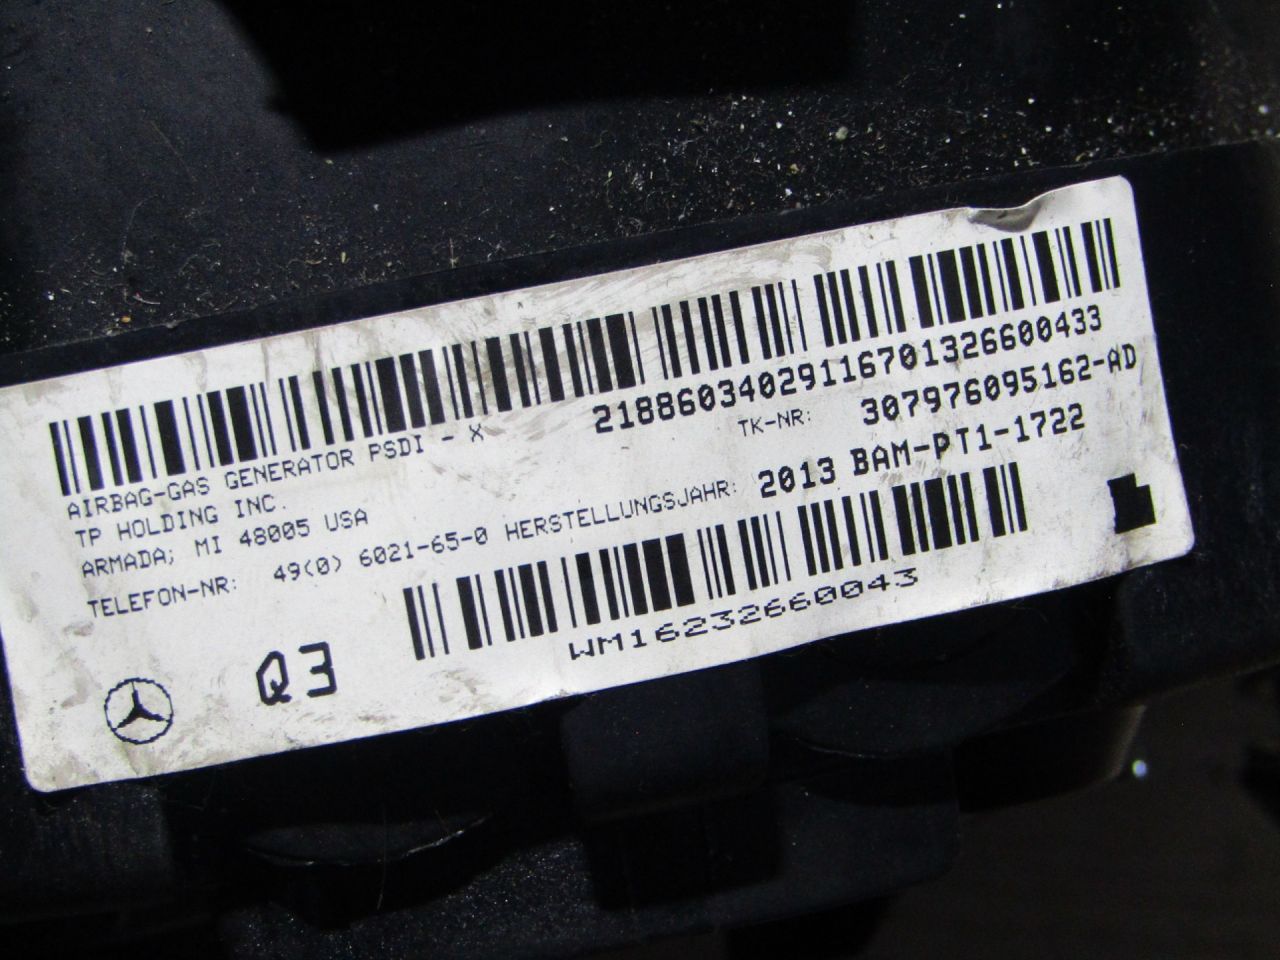 21886034029116701326600433
AIRBAG-GAS GENERATOR PSDI - X
TK-NR: 307976095162-AD
TP HOLDING INC.
ARMADA; MI 48005 USA
TELEFON-NR: 49(0) 6021-65-0 HERSTELLUNGSJAHR: 2013 BAM-PT1-1722
WM16232660043
Q3